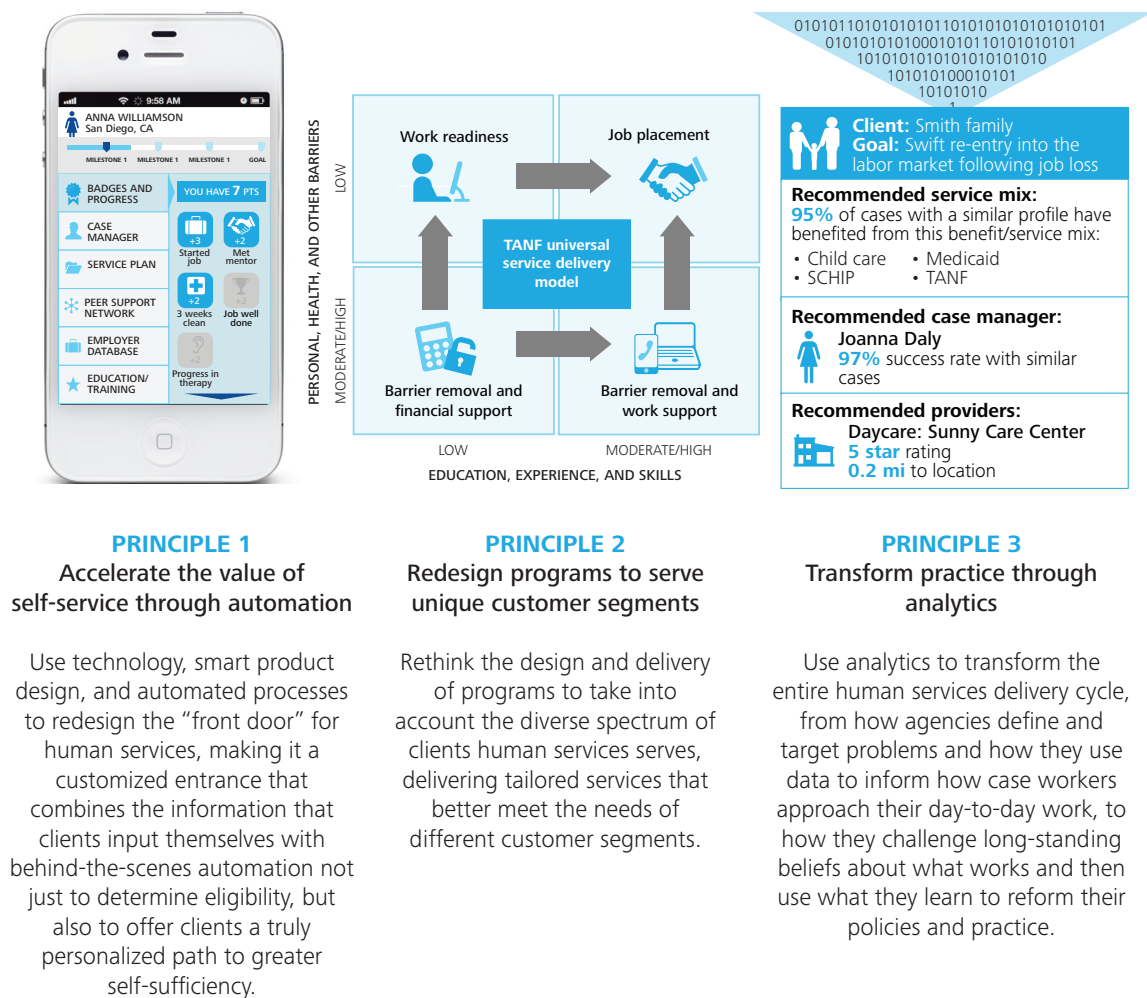 9:58 AM
ANNA WILLIAMSON
San Diego, CA
MILESTONE 1 MILESTONE 1 MILESTONE 1 GOAL
BADGES AND
PROGRESS
CASE
MANAGER
SERVICE PLAN
PEER SUPPORT
NETWORK
EMPLOYER
DATABASE
EDUCATION/
TRAINING
YOU HAVE 7 PTS
+3
Started
job
+2
Met
mentor
+2
3 weeks
clean
+2
Job well
done
+2
Progress in
therapy
PERSONAL, HEALTH, AND OTHER BARRIERS
LOW
MODERATE/HIGH
Work readiness
Job placement
TANF universal
service delivery
model
Barrier removal and
financial support
Barrier removal and
work support
LOW
MODERATE/HIGH
EDUCATION, EXPERIENCE, AND SKILLS
0101011010101010110101010101010101
0101010101000101011010101010101
1010101010101010101010
101010100010101
10101010
1
Client: Smith family
Goal: Swift re-entry into the
labor market following job loss
Recommended service mix:
95% of cases with a similar profile have
benefited from this benefit/service mix:
• Child care • Medicaid
• SCHIP • TANF
Recommended case manager:
Joanna Daly
97% success rate with similar
cases
Recommended providers:
Daycare: Sunny Care Center
5 star rating
0.2 mi to location
PRINCIPLE 1
Accelerate the value of
self-service through automation
Use technology, smart product
design, and automated processes
to redesign the “front door” for
human services, making it a
customized entrance that
combines the information that
clients input themselves with
behind-the-scenes automation not
just to determine eligibility, but
also to offer clients a truly
personalized path to greater
self-sufficiency.
PRINCIPLE 2
Redesign programs to serve
unique customer segments
Rethink the design and delivery
of programs to take into
account the diverse spectrum of
clients human services serves,
delivering tailored services that
better meet the needs of
different customer segments.
PRINCIPLE 3
Transform practice through
analytics
Use analytics to transform the
entire human services delivery cycle,
from how agencies define and
target problems and how they use
data to inform how case workers
approach their day-to-day work, to
how they challenge long-standing
beliefs about what works and then
use what they learn to reform their
policies and practice.